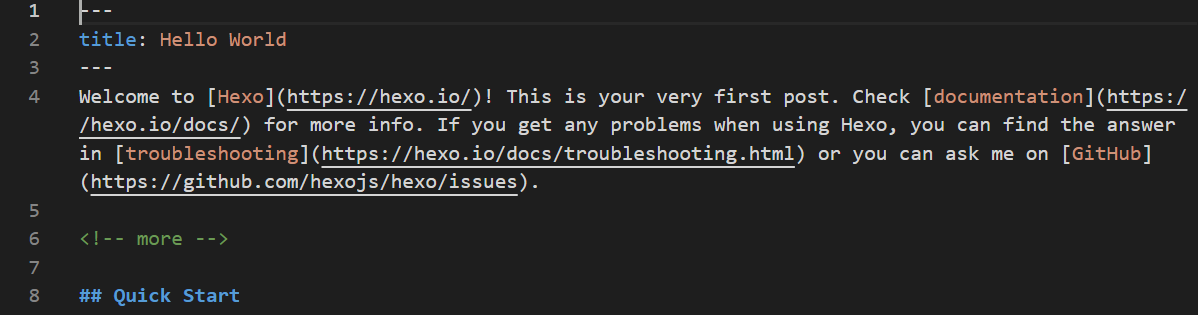 1 ---
2 title: Hello World
3 ---
4 Welcome to [Hexo](https://hexo.io/)! This is your very first post. Check [documentation](https:/
/hexo.io/docs/) for more info. If you get any problems when using Hexo, you can find the answer
in [troubleshooting](https://hexo.io/docs/troubleshooting.html) or you can ask me on [GitHub]
(https://github.com/hexojs/hexo/issues).
5
6 <!-- more -->
7
8 ## Quick Start